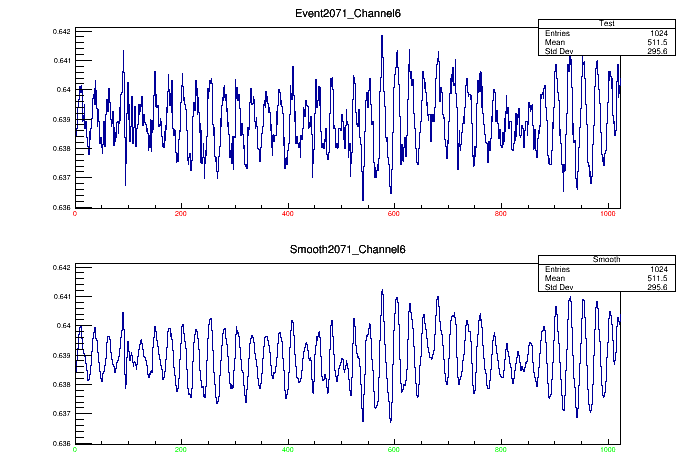 Event2071_Channel6
Test
Entries 1024
Mean 511.5
Std Dev 295.6
0.642
0.641
0.64
0.639
0.638
0.637
0.636
0 200 400 600 800 1000
Smooth2071_Channel6
Smooth
Entries 1024
Mean 511.5
Std Dev 295.6
0.642
0.641
0.64
0.639
0.638
0.637
0.636
0 200 400 600 800 1000